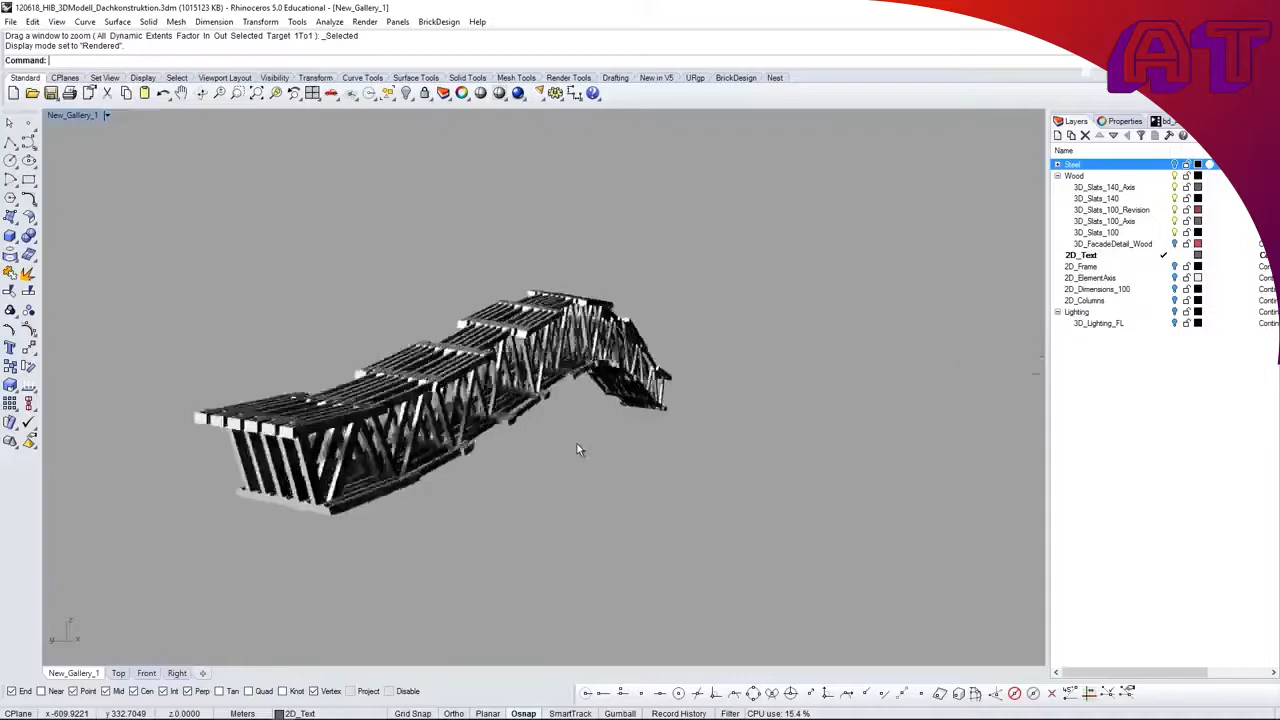 120618_HIB_3DModell_Dachkonstruktion.3dm (1015123 KB) - Rhinoceros 5.0 Educational - [New_Gallery_1]
File Edit View Curve Surface Solid Mesh Dimension Transform Tools Analyze Render Panels BrickDesign Help
Drag a window to zoom ( All Dynamic Extents Factor In Out Selected Target 1To1 ): _Selected
Display mode set to "Rendered".
Command:
Standard CPlanes Set View Display Select Viewport Layout Visibility Transform Curve Tools Surface Tools Solid Tools Mesh Tools Render Tools Drafting New in V5 URgp BrickDesign Nest
AT
New_Gallery_1
Layers Properties
Name
Steel
Wood
3D_Slats_140_Axis
3D_Slats_140
3D_Slats_100_Revision
3D_Slats_100_Axis
3D_Slats_100
3D_FacadeDetail_Wood
2D_Text
2D_Frame
2D_ElementAxis
2D_Dimensions_100
2D_Columns
Lighting
3D_Lighting_FL
z
y x
New_Gallery_1 Top Front Right
End Near Point Mid Cen Int Perp Tan Quad Knot Vertex Project Disable
CPlane x -609.9221 y 332.7049 z 0.0000 Meters 2D_Text Grid Snap Ortho Planar Osnap SmartTrack Gumball Record History Filter CPU use: 15.4 %